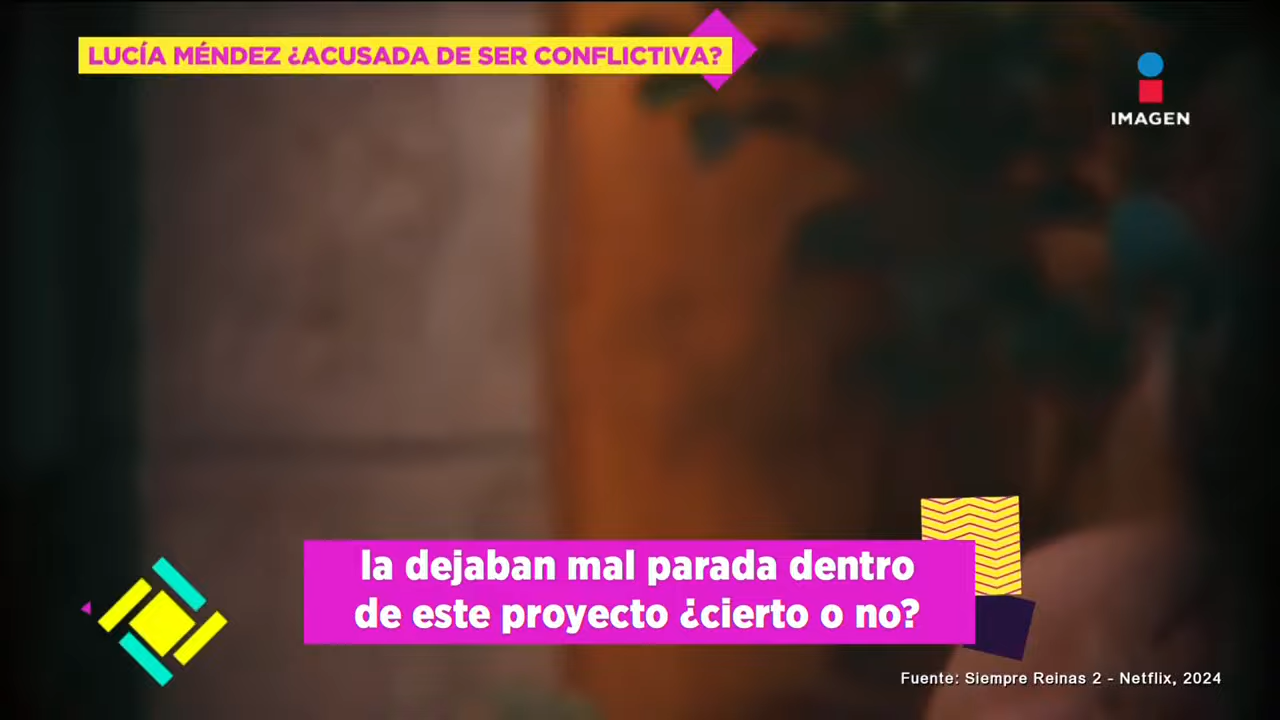 LUCÍA MÉNDEZ ¿ACUSADA DE SER CONFLICTIVA?
IMAGEN
la dejaban mal parada dentro
de este proyecto ¿cierto o no?
Fuente: Siempre Reinas 2 - Netflix, 2024